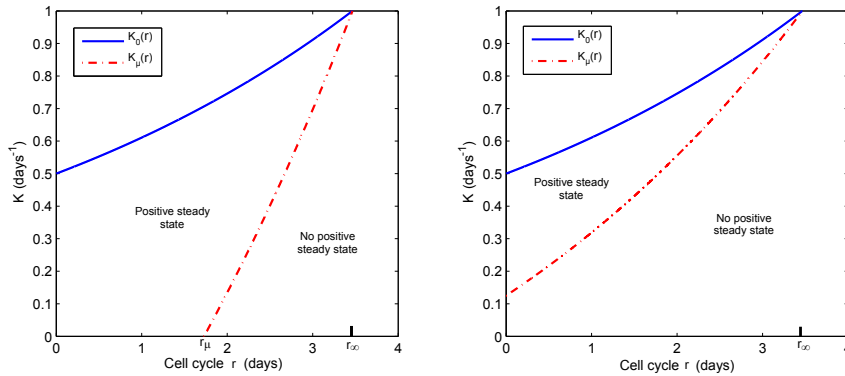 1
0.9
0.8
0.7
0.6
0.5
0.4
0.3
0.2
0.1
0
K (days⁻¹)
K₀(r)
Kμ(r)
Positive steady
state
No positive
steady state
0
1
rμ
2
3
r∞
4
Cell cycle r (days)
1
0.9
0.8
0.7
0.6
0.5
0.4
0.3
0.2
0.1
0
K (days⁻¹)
K₀(r)
Kμ(r)
Positive steady
state
No positive
steady state
0
1
2
3
r∞
4
Cell cycle r (days)